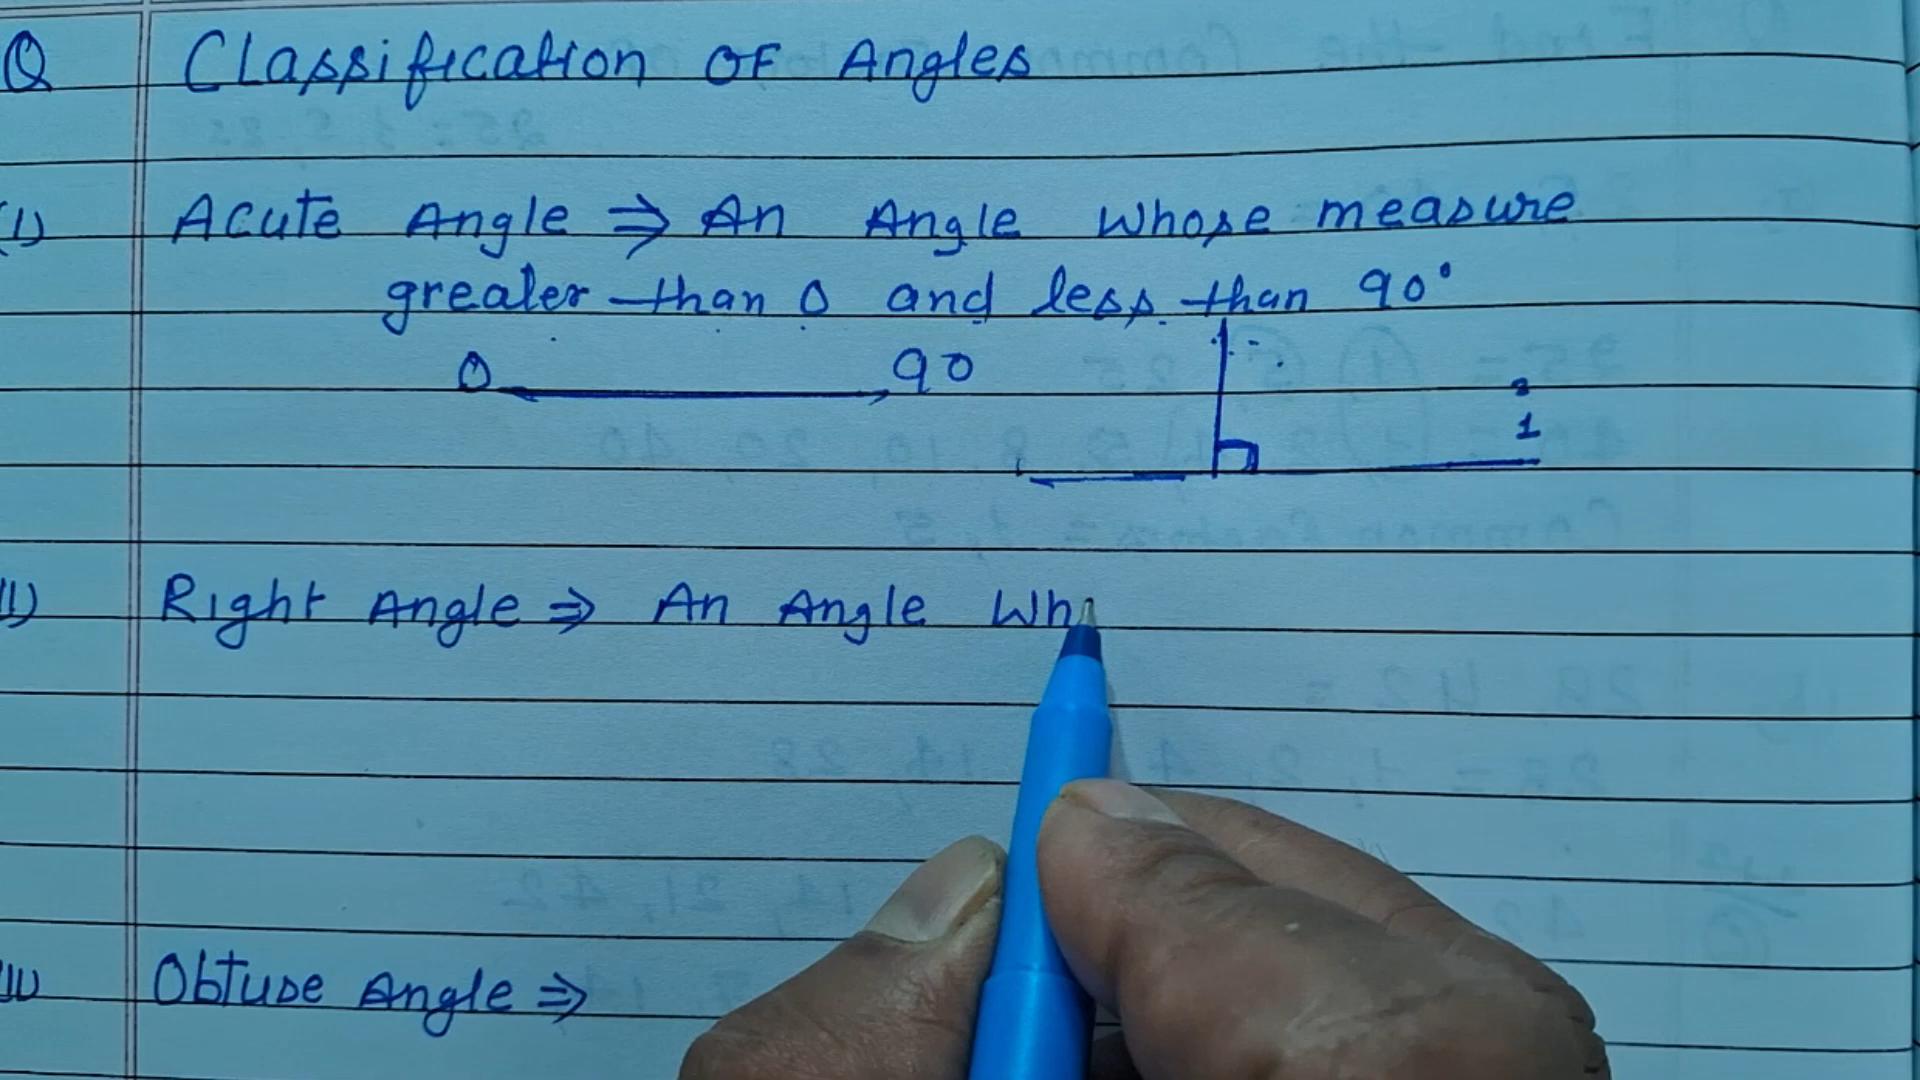 Q Classification OF Angles
(I) Acute Angle ⇒ An Angle whose measure
greater than 0 and less than 90°
0 90
1
II) Right Angle ⇒ An Angle Wh
III Obtuse Angle ⇒